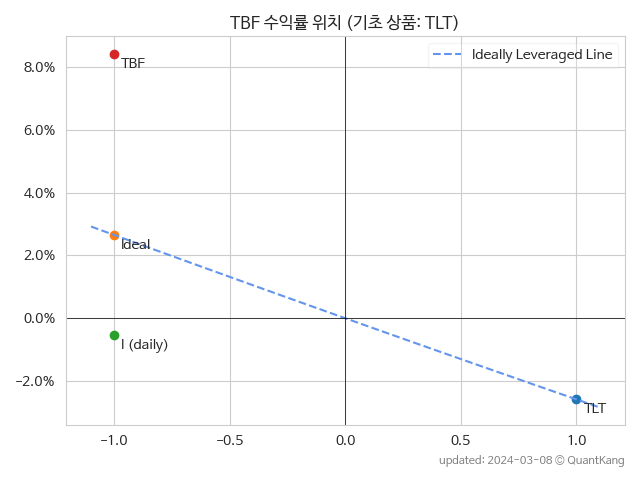 TBF 수익률 위치 (기초 상품: TLT)
Ideally Leveraged Line
8.0%
TBF
6.0%
4.0%
Ideal
2.0%
0.0%
I (daily)
−2.0%
TLT
−1.0
−0.5
0.0
0.5
1.0
updated: 2024-03-08 © QuantKang